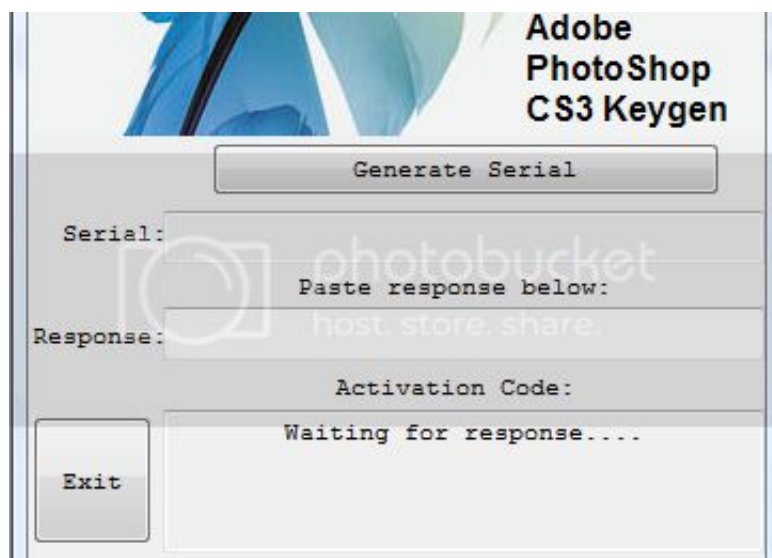 Adobe
PhotoShop
CS3 Keygen
Generate Serial
Serial:
photobucket
Paste response below:
host. store. share.
Response:
Activation Code:
Waiting for response....
Exit